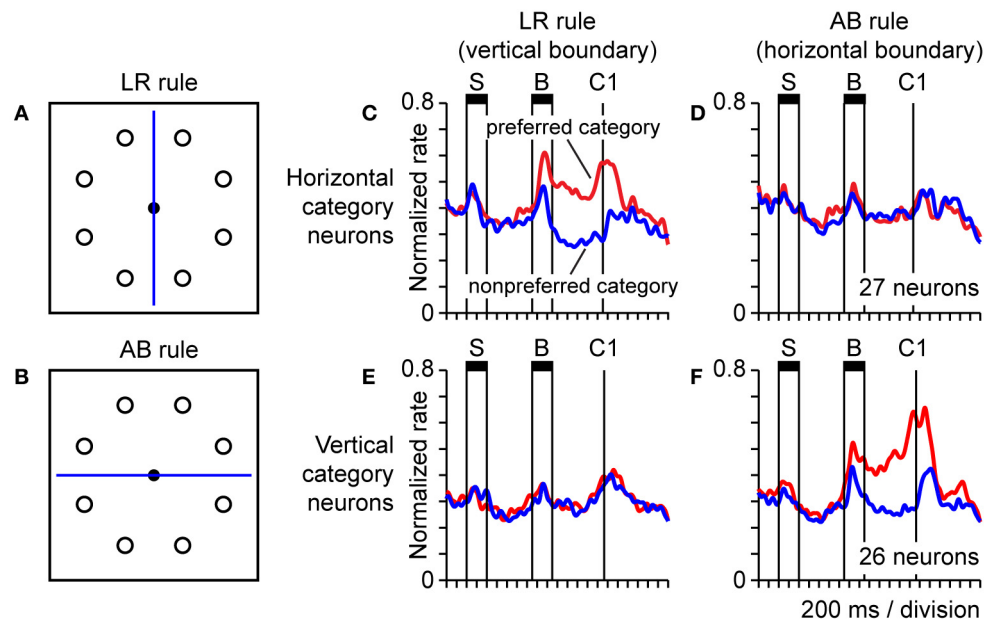 LR rule
(vertical boundary)
AB rule
(horizontal boundary)
A
LR rule
C
S
B
C1
D
S
B
C1
0.8
0.8
Horizontal
category
neurons
Normalized rate
preferred category
nonpreferred category
27 neurons
0
0
B
AB rule
E
S
B
C1
F
S
B
C1
0.8
0.8
Vertical
category
neurons
Normalized rate
26 neurons
0
0
200 ms / division